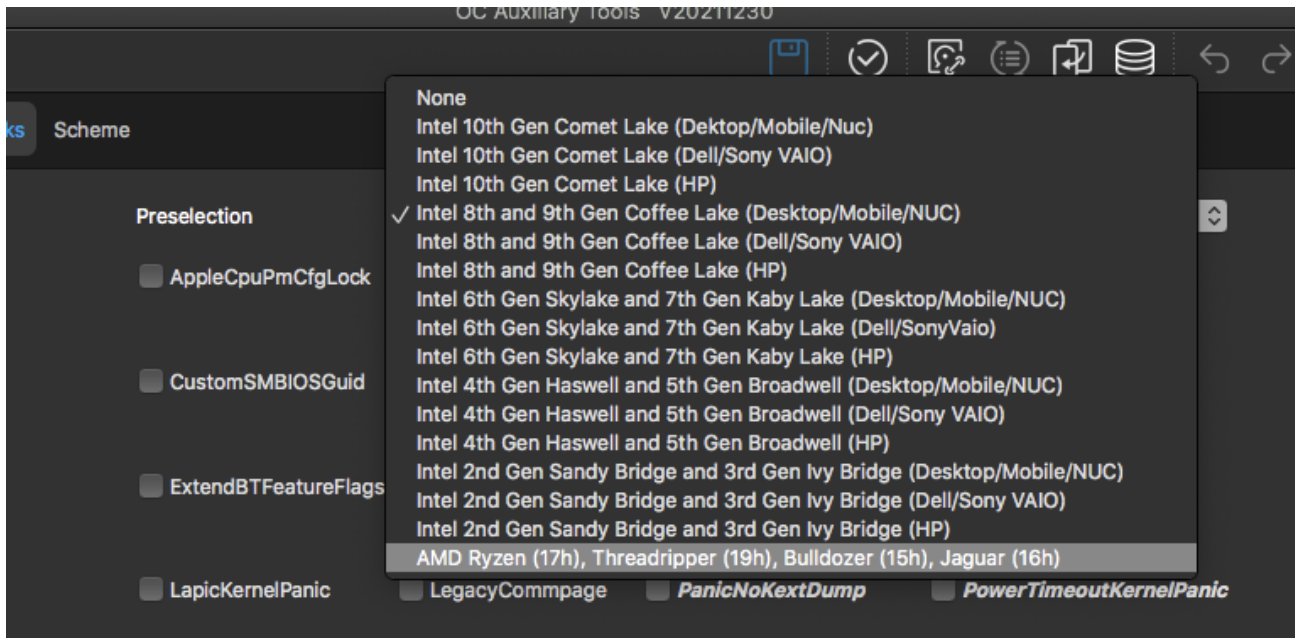 OC Auxiliary Tools V20211230
ks Scheme
None
Intel 10th Gen Comet Lake (Dektop/Mobile/Nuc)
Intel 10th Gen Comet Lake (Dell/Sony VAIO)
Intel 10th Gen Comet Lake (HP)
Preselection
✓ Intel 8th and 9th Gen Coffee Lake (Desktop/Mobile/NUC)
Intel 8th and 9th Gen Coffee Lake (Dell/Sony VAIO)
Intel 8th and 9th Gen Coffee Lake (HP)
Intel 6th Gen Skylake and 7th Gen Kaby Lake (Desktop/Mobile/NUC)
Intel 6th Gen Skylake and 7th Gen Kaby Lake (Dell/SonyVaio)
Intel 6th Gen Skylake and 7th Gen Kaby Lake (HP)
Intel 4th Gen Haswell and 5th Gen Broadwell (Desktop/Mobile/NUC)
Intel 4th Gen Haswell and 5th Gen Broadwell (Dell/Sony VAIO)
Intel 4th Gen Haswell and 5th Gen Broadwell (HP)
Intel 2nd Gen Sandy Bridge and 3rd Gen Ivy Bridge (Desktop/Mobile/NUC)
Intel 2nd Gen Sandy Bridge and 3rd Gen Ivy Bridge (Dell/Sony VAIO)
Intel 2nd Gen Sandy Bridge and 3rd Gen Ivy Bridge (HP)
AMD Ryzen (17h), Threadripper (19h), Bulldozer (15h), Jaguar (16h)
AppleCpuPmCfgLock
CustomSMBIOSGuid
ExtendBTFeatureFlags
LapicKernelPanic LegacyCommpage PanicNoKextDump PowerTimeoutKernelPanic